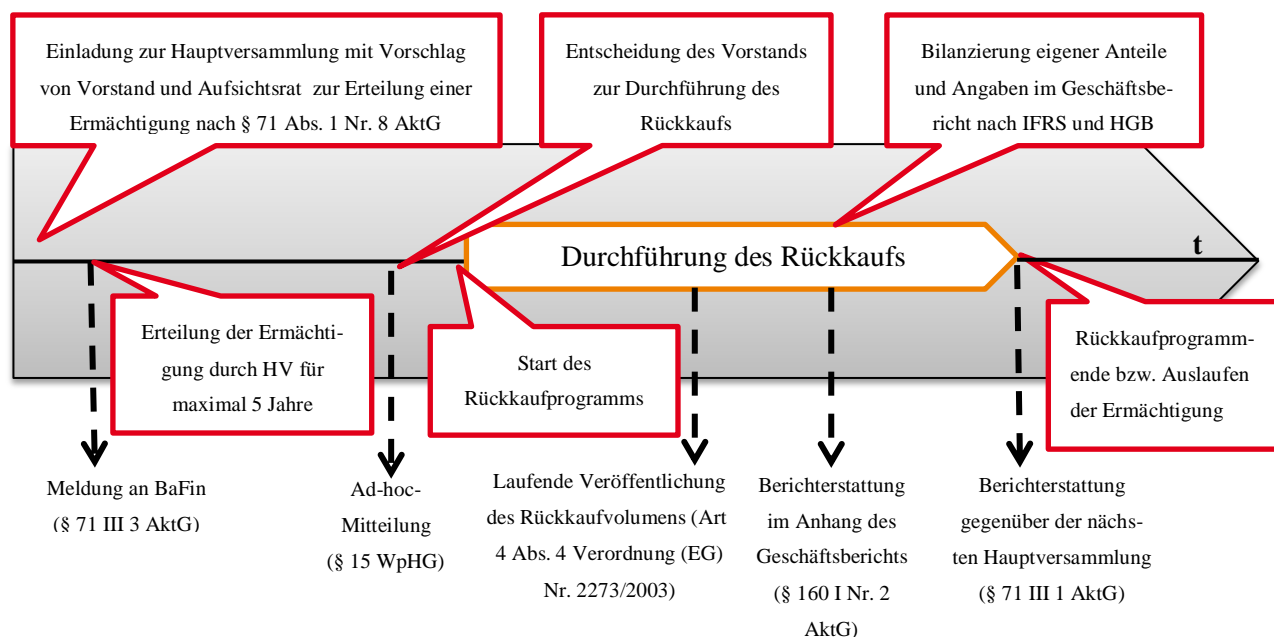 Einladung zur Hauptversammlung mit Vorschlag
von Vorstand und Aufsichtsrat zur Erteilung einer
Ermächtigung nach § 71 Abs. 1 Nr. 8 AktG
Entscheidung des Vorstands
zur Durchführung des
Rückkaufs
Bilanzierung eigener Anteile
und Angaben im Geschäftsbe-
richt nach IFRS und HGB
Durchführung des Rückkaufs
t
Erteilung der Ermächti-
gung durch HV für
maximal 5 Jahre
Start des
Rückkaufprogramms
Rückkaufprogramm-
ende bzw. Auslaufen
der Ermächtigung
Meldung an BaFin
(§ 71 III 3 AktG)
Ad-hoc-
Mitteilung
(§ 15 WpHG)
Laufende Veröffentlichung
des Rückkaufvolumens (Art
4 Abs. 4 Verordnung (EG)
Nr. 2273/2003)
Berichterstattung
im Anhang des
Geschäftsberichts
(§ 160 I Nr. 2
AktG)
Berichterstattung
gegenüber der nächs-
ten Hauptversammlung
(§ 71 III 1 AktG)